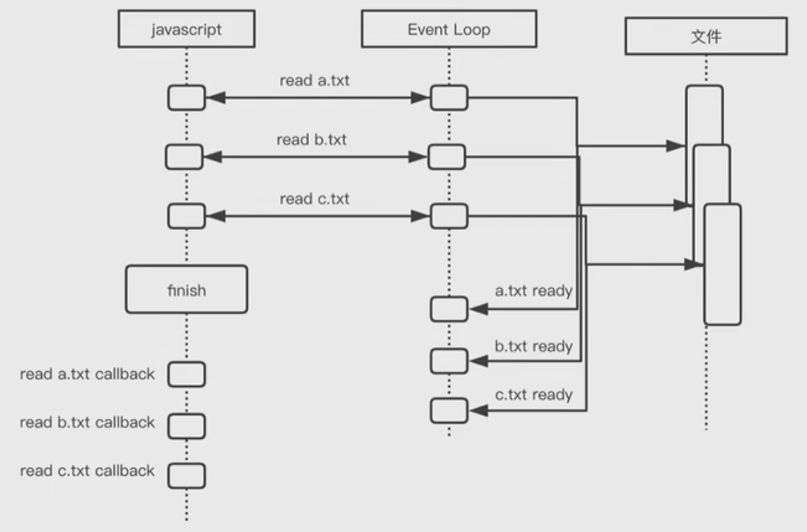 javascript
Event Loop
文件
read a.txt
read b.txt
read c.txt
finish
a.txt ready
b.txt ready
c.txt ready
read a.txt callback
read b.txt callback
read c.txt callback